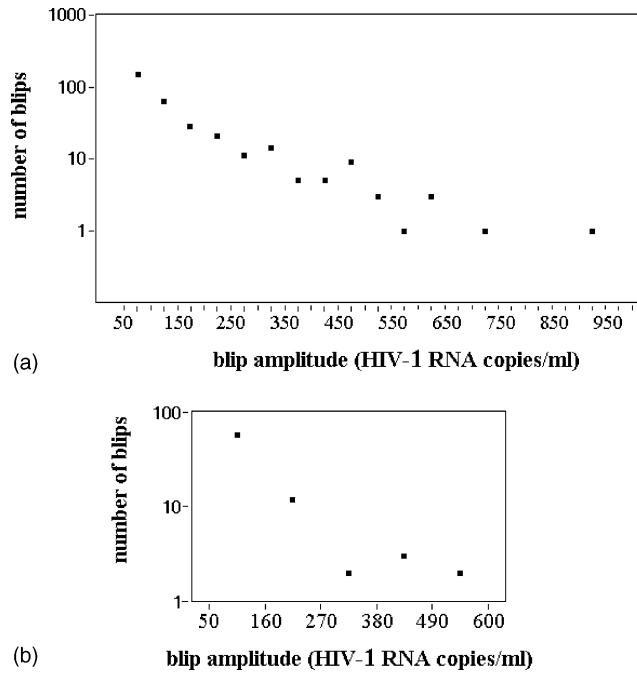 1000
100
10
1
number of blips
50 150 250 350 450 550 650 750 850 950
blip amplitude (HIV-1 RNA copies/ml)
(a)
100
10
1
number of blips
50 160 270 380 490 600
blip amplitude (HIV-1 RNA copies/ml)
(b)